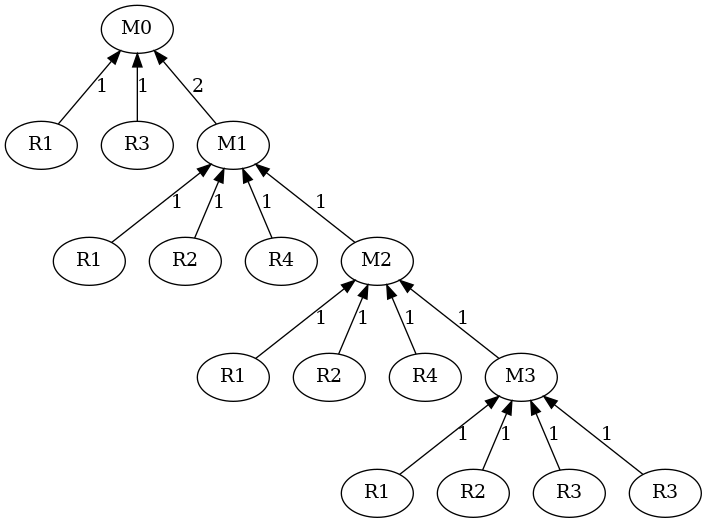 M0
1 1 2
R1 R3 M1
1 1 1 1
R1 R2 R4 M2
1 1 1 1
R1 R2 R4 M3
1 1 1 1
R1 R2 R3 R3